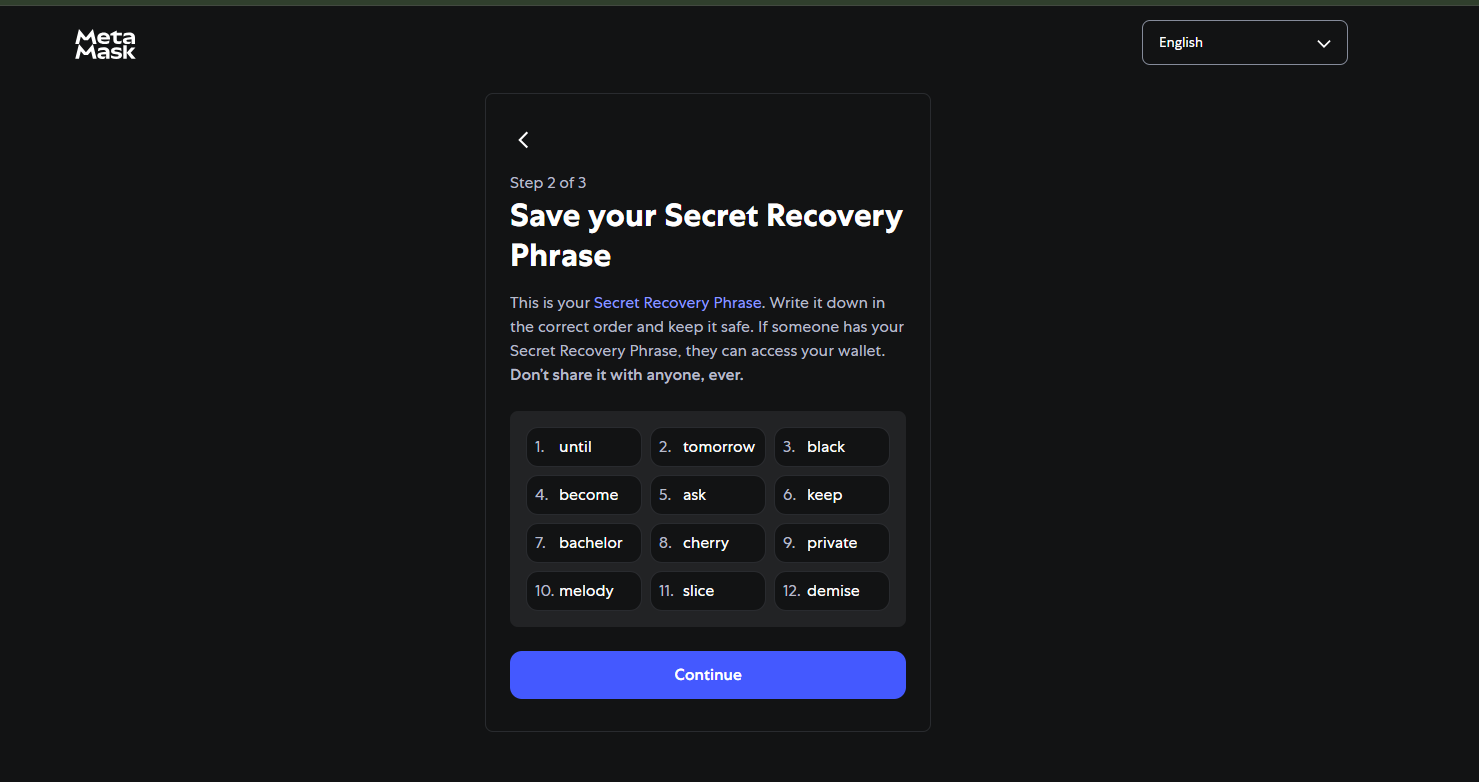 Meta
Mask
English
Step 2 of 3
Save your Secret Recovery
Phrase
This is your Secret Recovery Phrase. Write it down in
the correct order and keep it safe. If someone has your
Secret Recovery Phrase, they can access your wallet.
Don't share it with anyone, ever.
1. until 2. tomorrow 3. black
4. become 5. ask 6. keep
7. bachelor 8. cherry 9. private
10. melody 11. slice 12. demise
Continue